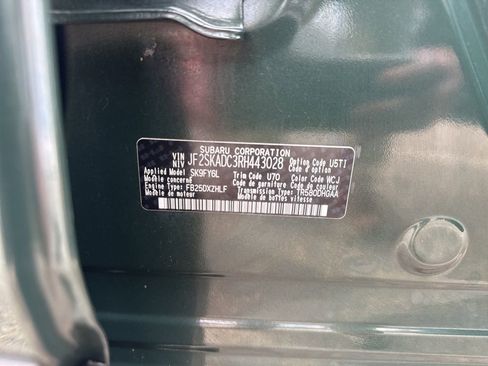 SUBARU CORPORATION
VIN NIV JF2SKADC3RH443028 Option Code U5TI
Code d'option
Applied Model SK9FY6L Trim Code U70 Color Code WCJ
Modèle concerné Code de garniture Code de couleur
Engine Type FB25DXZHLF Transmission Type TR580DHGAA
Modèle de moteur Modèle de boîtes vitesse